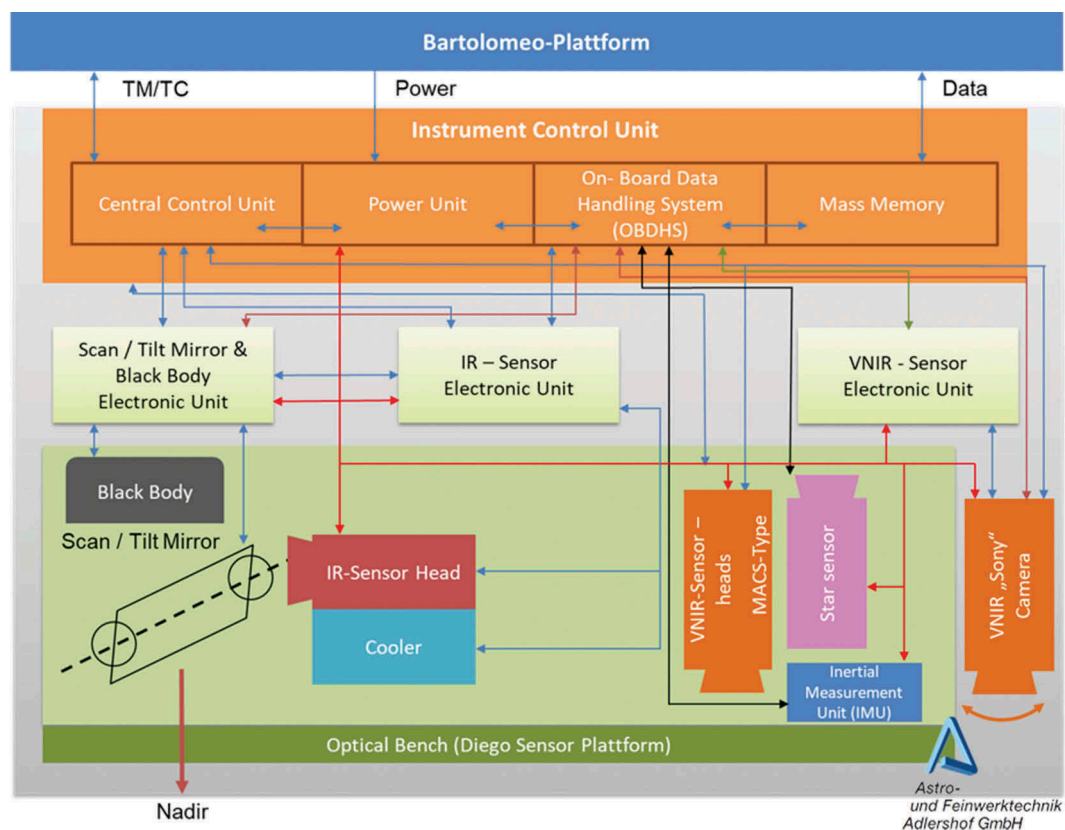 Bartolomeo-Plattform
TM/TC
Power
Data
Instrument Control Unit
Central Control Unit
Power Unit
On- Board Data
Handling System
(OBDHS)
Mass Memory
Scan / Tilt Mirror &
Black Body
Electronic Unit
IR – Sensor
Electronic Unit
VNIR - Sensor
Electronic Unit
Black Body
Scan / Tilt Mirror
IR-Sensor Head
Cooler
VNIR-Sensor –
heads
MACS-Type
Star sensor
VNIR „Sony“
Camera
Inertial
Measurement
Unit (IMU)
Optical Bench (Diego Sensor Plattform)
Nadir
Astro-
und Feinwerktechnik
Adlershof GmbH